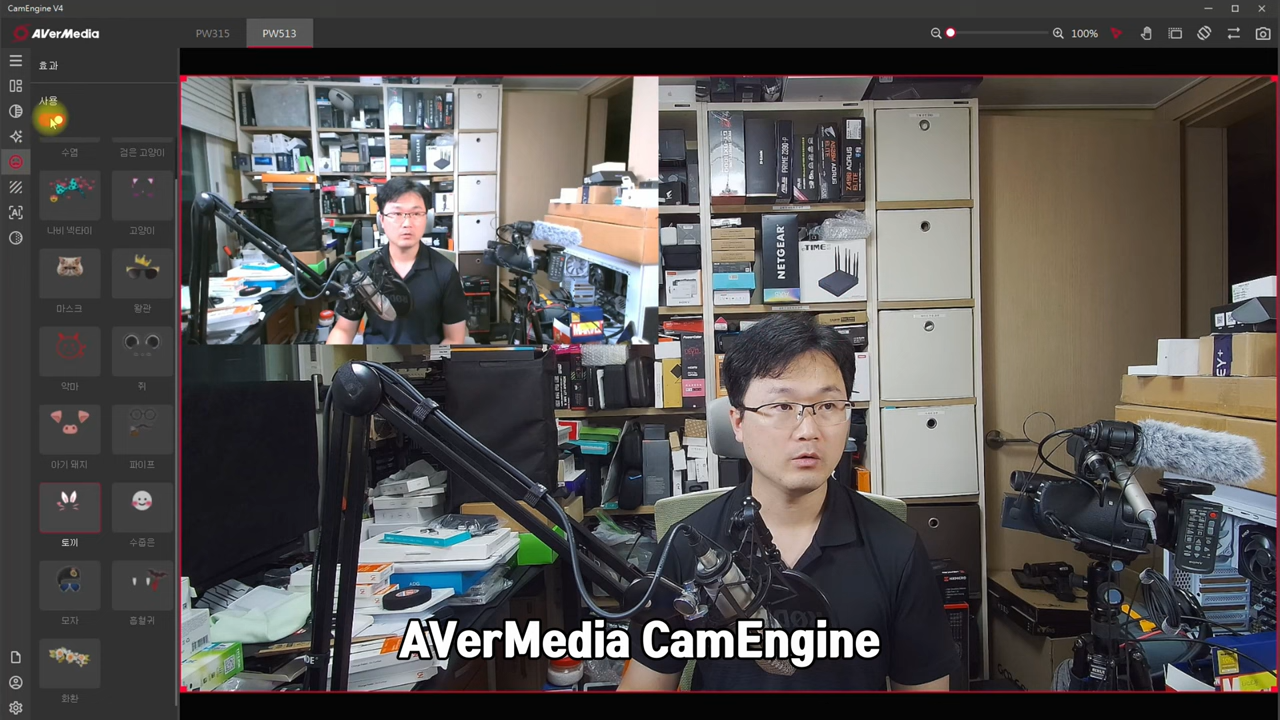 CamEngine V4
AVerMedia
PW315
PW513
100%
효과
사용
수염
검은 고양이
나비 넥타이
고양이
마스크
왕관
악마
쥐
아기 돼지
파이프
토끼
수줍은
모자
흡혈귀
화환
NETGEAR
TIME
AVerMedia CamEngine